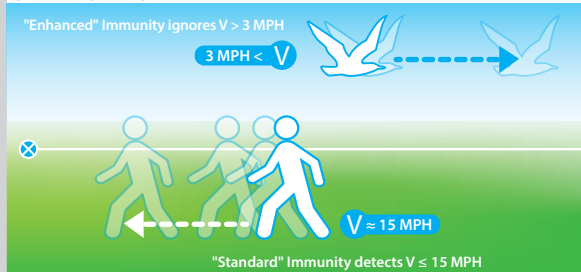 "Enhanced" Immunity ignores V > 3 MPH
3 MPH < V
V ≈ 15 MPH
"Standard" Immunity detects V ≤ 15 MPH